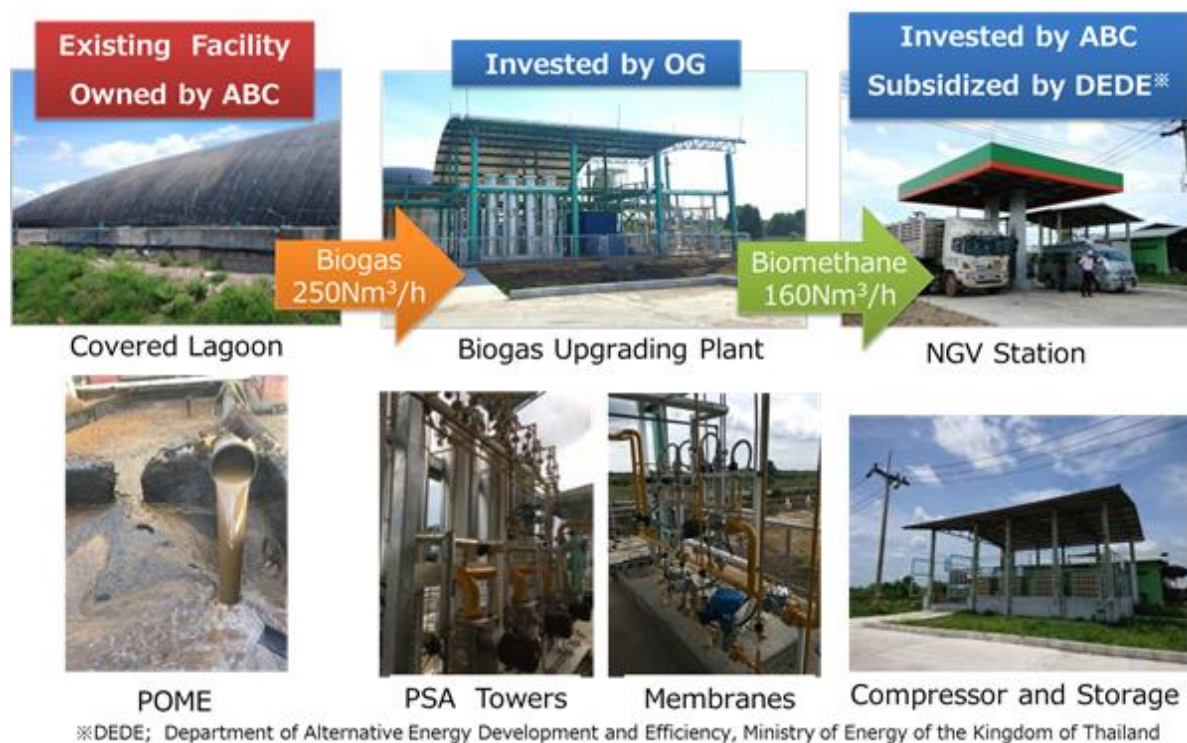 Existing Facility
Owned by ABC
Invested by OG
Invested by ABC
Subsidized by DEDE※
Biogas
250Nm³/h
Biomethane
160Nm³/h
Covered Lagoon
Biogas Upgrading Plant
NGV Station
POME
PSA Towers
Membranes
Compressor and Storage
※DEDE; Department of Alternative Energy Development and Efficiency, Ministry of Energy of the Kingdom of Thailand